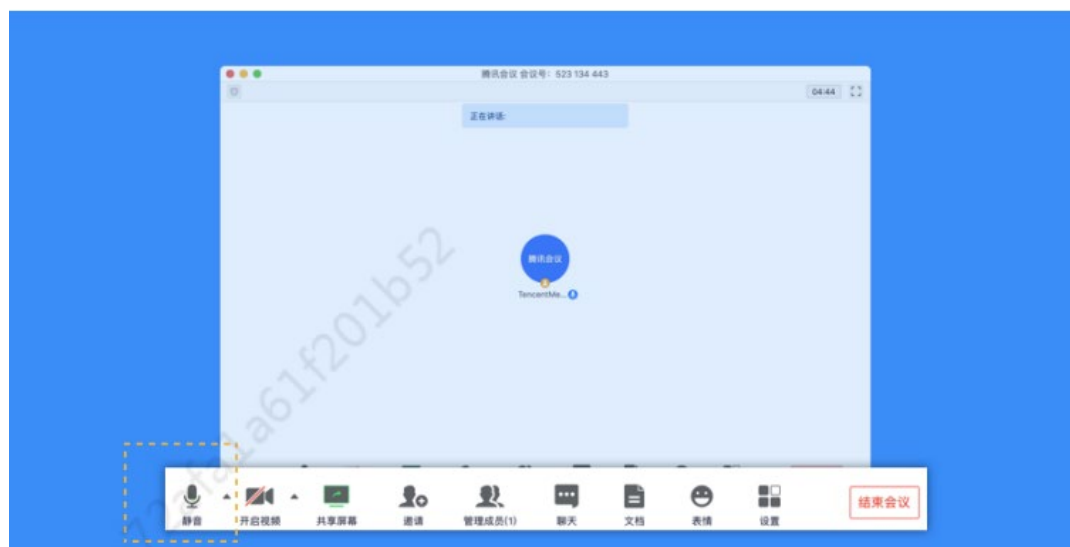 腾讯会议 会议号: 523 134 443
04:44
正在讲话:
腾讯会议
TencentMe...
静音
开启视频
共享屏幕
邀请
管理成员(1)
聊天
文档
表情
设置
结束会议